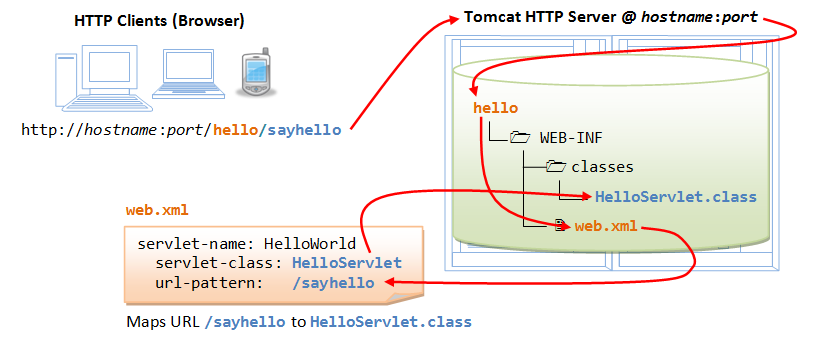 HTTP Clients (Browser)
http://hostname:port/hello/sayhello
Tomcat HTTP Server @ hostname:port
hello
WEB-INF
classes
HelloServlet.class
web.xml
web.xml
servlet-name: HelloWorld
servlet-class: HelloServlet
url-pattern: /sayhello
Maps URL /sayhello to HelloServlet.class